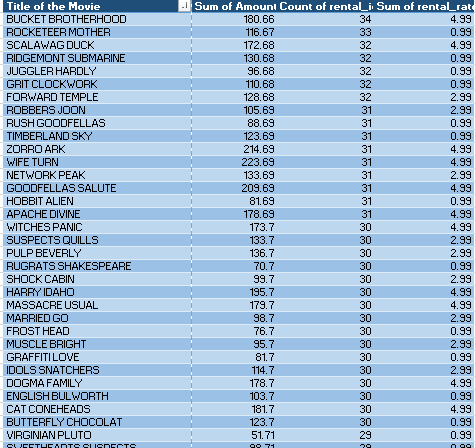 Title of the Movie Sum of Amount Count of rental_i Sum of rental_rate
BUCKET BROTHERHOOD 180.66 34 4.99
ROCKETEER MOTHER 116.67 33 0.99
SCALAWAG DUCK 172.68 32 4.99
RIDGEMONT SUBMARINE 130.68 32 0.99
JUGGLER HARDLY 96.68 32 0.99
GRIT CLOCKWORK 110.68 32 0.99
FORWARD TEMPLE 128.68 32 2.99
ROBBERS JOON 105.69 31 2.99
RUSH GOODFELLAS 88.69 31 0.99
TIMBERLAND SKY 123.69 31 0.99
ZORRO ARK 214.69 31 4.99
WIFE TURN 223.69 31 4.99
NETWORK PEAK 133.69 31 2.99
GOODFELLAS SALUTE 209.69 31 4.99
HOBBIT ALIEN 81.69 31 0.99
APACHE DIVINE 178.69 31 4.99
WITCHES PANIC 173.7 30 4.99
SUSPECTS QUILLS 133.7 30 2.99
PULP BEVERLY 136.7 30 2.99
RUGRATS SHAKESPEARE 70.7 30 0.99
SHOCK CABIN 99.7 30 2.99
HARRY IDAHO 195.7 30 4.99
MASSACRE USUAL 179.7 30 4.99
MARRIED GO 98.7 30 2.99
FROST HEAD 76.7 30 0.99
MUSCLE BRIGHT 95.7 30 2.99
GRAFFITI LOVE 81.7 30 0.99
IDOLS SNATCHERS 114.7 30 2.99
DOGMA FAMILY 178.7 30 4.99
ENGLISH BULWORTH 103.7 30 0.99
CAT CONEHEADS 181.7 30 4.99
BUTTERFLY CHOCOLAT 123.7 30 0.99
VIRGINIAN PLUTO 51.71 29 0.99